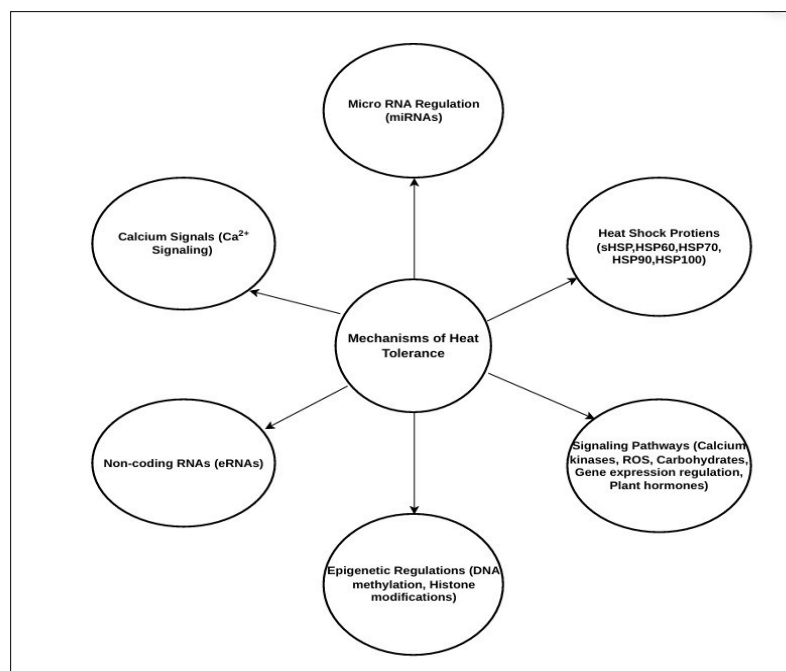 Micro RNA Regulation
(miRNAs)
Calcium Signals (Ca²⁺
Signaling)
Heat Shock Protiens
(sHSP,HSP60,HSP70,
HSP90,HSP100)
Mechanisms of Heat
Tolerance
Non-coding RNAs (eRNAs)
Signaling Pathways (Calcium
kinases, ROS, Carbohydrates,
Gene expression regulation,
Plant hormones)
Epigenetic Regulations (DNA
methylation, Histone
modifications)